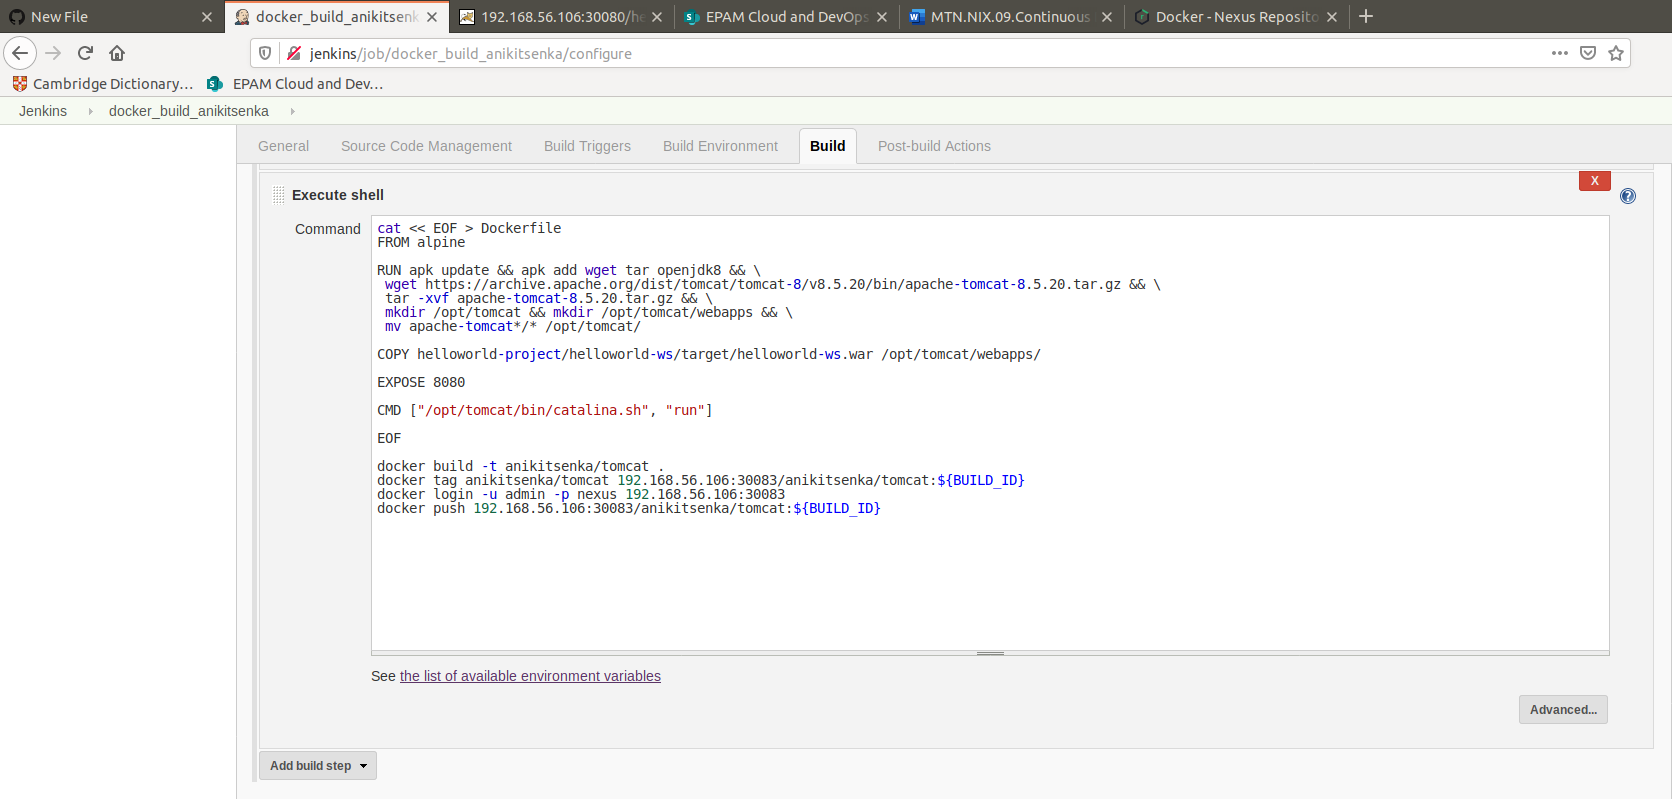 New File
docker_build_anikitsenk
192.168.56.106:30080/he
EPAM Cloud and DevOps
MTN.NIX.09.Continuous
Docker - Nexus Reposito
jenkins/job/docker_build_anikitsenka/configure
Cambridge Dictionary…
EPAM Cloud and Dev…
Jenkins
docker_build_anikitsenka
General
Source Code Management
Build Triggers
Build Environment
Build
Post-build Actions
Execute shell
X
Command
cat << EOF > Dockerfile
FROM alpine
RUN apk update && apk add wget tar openjdk8 && \
wget https://archive.apache.org/dist/tomcat/tomcat-8/v8.5.20/bin/apache-tomcat-8.5.20.tar.gz && \
tar -xvf apache-tomcat-8.5.20.tar.gz && \
mkdir /opt/tomcat && mkdir /opt/tomcat/webapps && \
mv apache-tomcat*/* /opt/tomcat/
COPY helloworld-project/helloworld-ws/target/helloworld-ws.war /opt/tomcat/webapps/
EXPOSE 8080
CMD ["/opt/tomcat/bin/catalina.sh", "run"]
EOF
docker build -t anikitsenka/tomcat .
docker tag anikitsenka/tomcat 192.168.56.106:30083/anikitsenka/tomcat:${BUILD_ID}
docker login -u admin -p nexus 192.168.56.106:30083
docker push 192.168.56.106:30083/anikitsenka/tomcat:${BUILD_ID}
See the list of available environment variables
Advanced...
Add build step